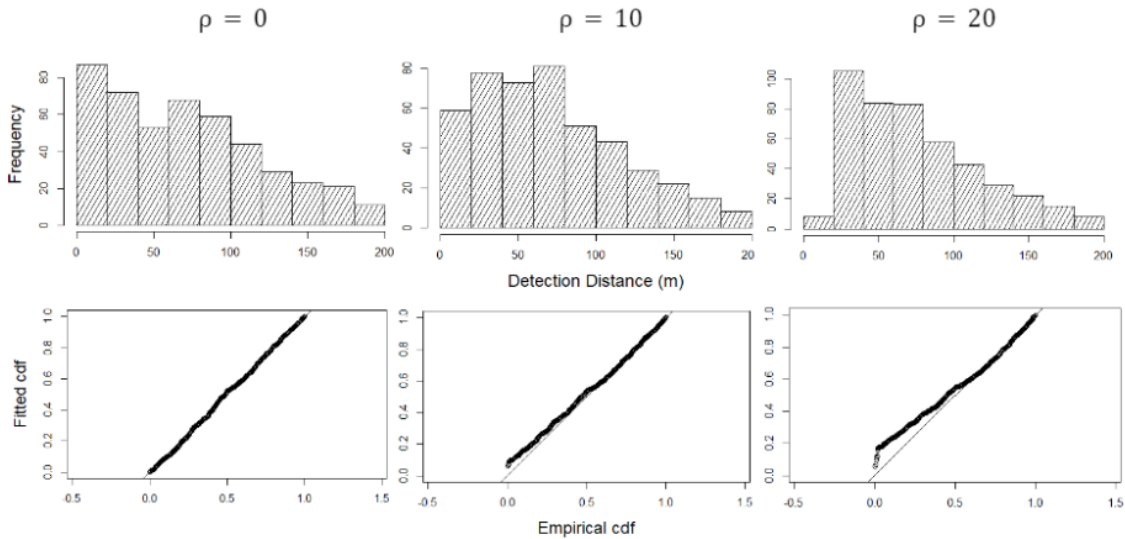 ρ = 0
ρ = 10
ρ = 20
Frequency
0 20 40 60 80
0 20 40 60 80
0 20 40 60 80 100
0 50 100 150 200
0 50 100 150 20
0 50 100 150 200
Detection Distance (m)
Fitted cdf
0.0 0.2 0.4 0.6 0.8 1.0
0.0 0.2 0.4 0.6 0.8 1.0
0.0 0.2 0.4 0.6 0.8 1.0
-0.5 0.0 0.5 1.0 1.5
-0.5 0.0 0.5 1.0 1.5
-0.5 0.0 0.5 1.0 1.5
Empirical cdf